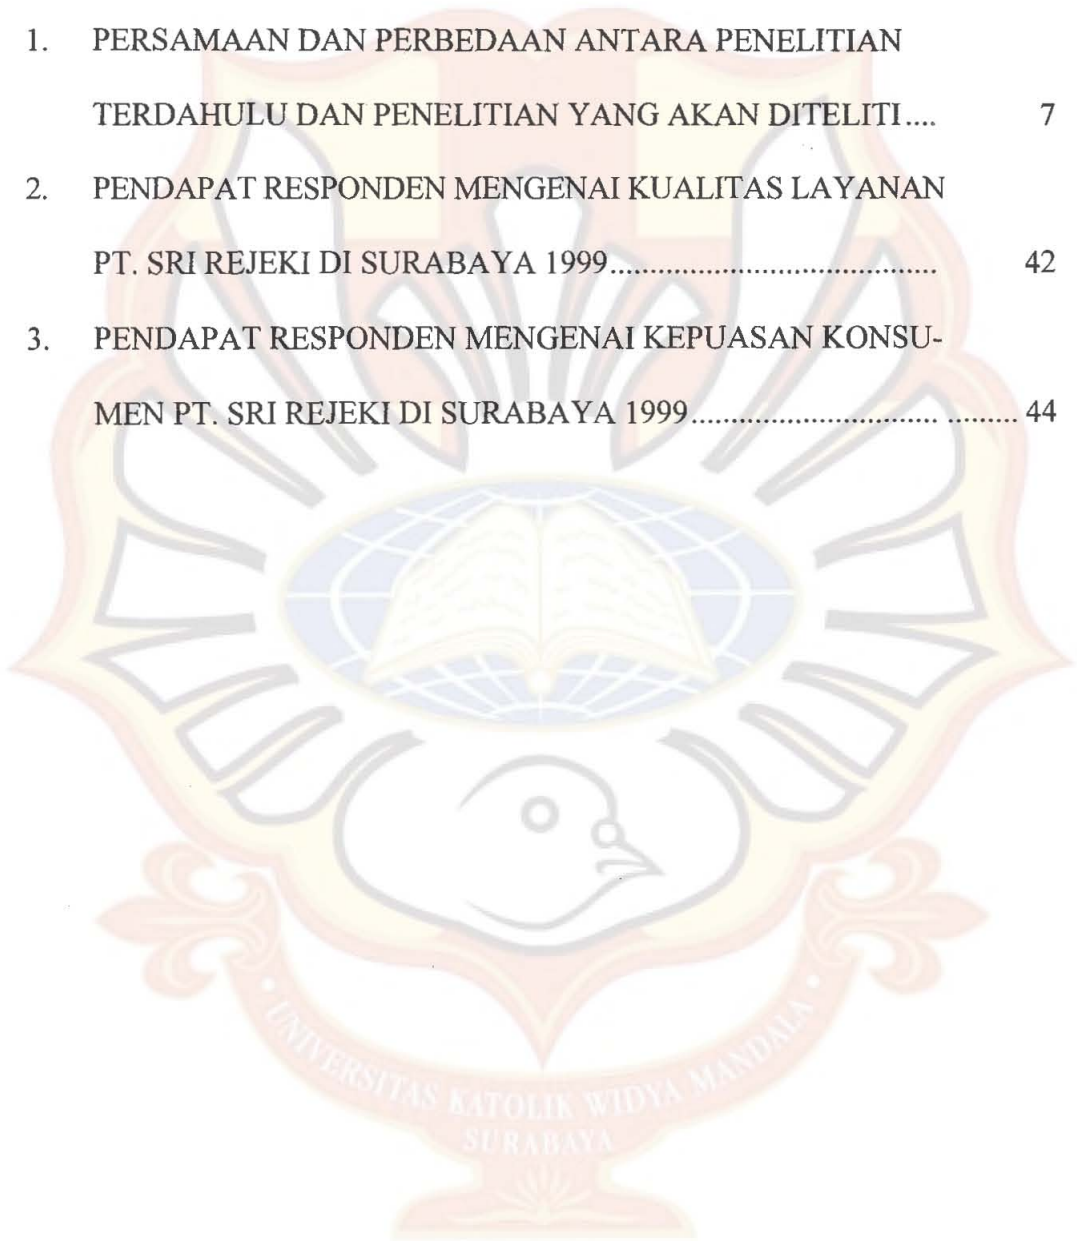 1. PERSAMAAN DAN PERBEDAAN ANTARA PENELITIAN
TERDAHULU DAN PENELITIAN YANG AKAN DITELITI.... 7
2. PENDAPAT RESPONDEN MENGENAI KUALITAS LAYANAN
PT. SRI REJEKI DI SURABAYA 1999........................................ 42
3. PENDAPAT RESPONDEN MENGENAI KEPUASAN KONSU-
MEN PT. SRI REJEKI DI SURABAYA 1999.............................. ......... 44
UNIVERSITAS KATOLIK WIDYA MANDALA
SURABAYA